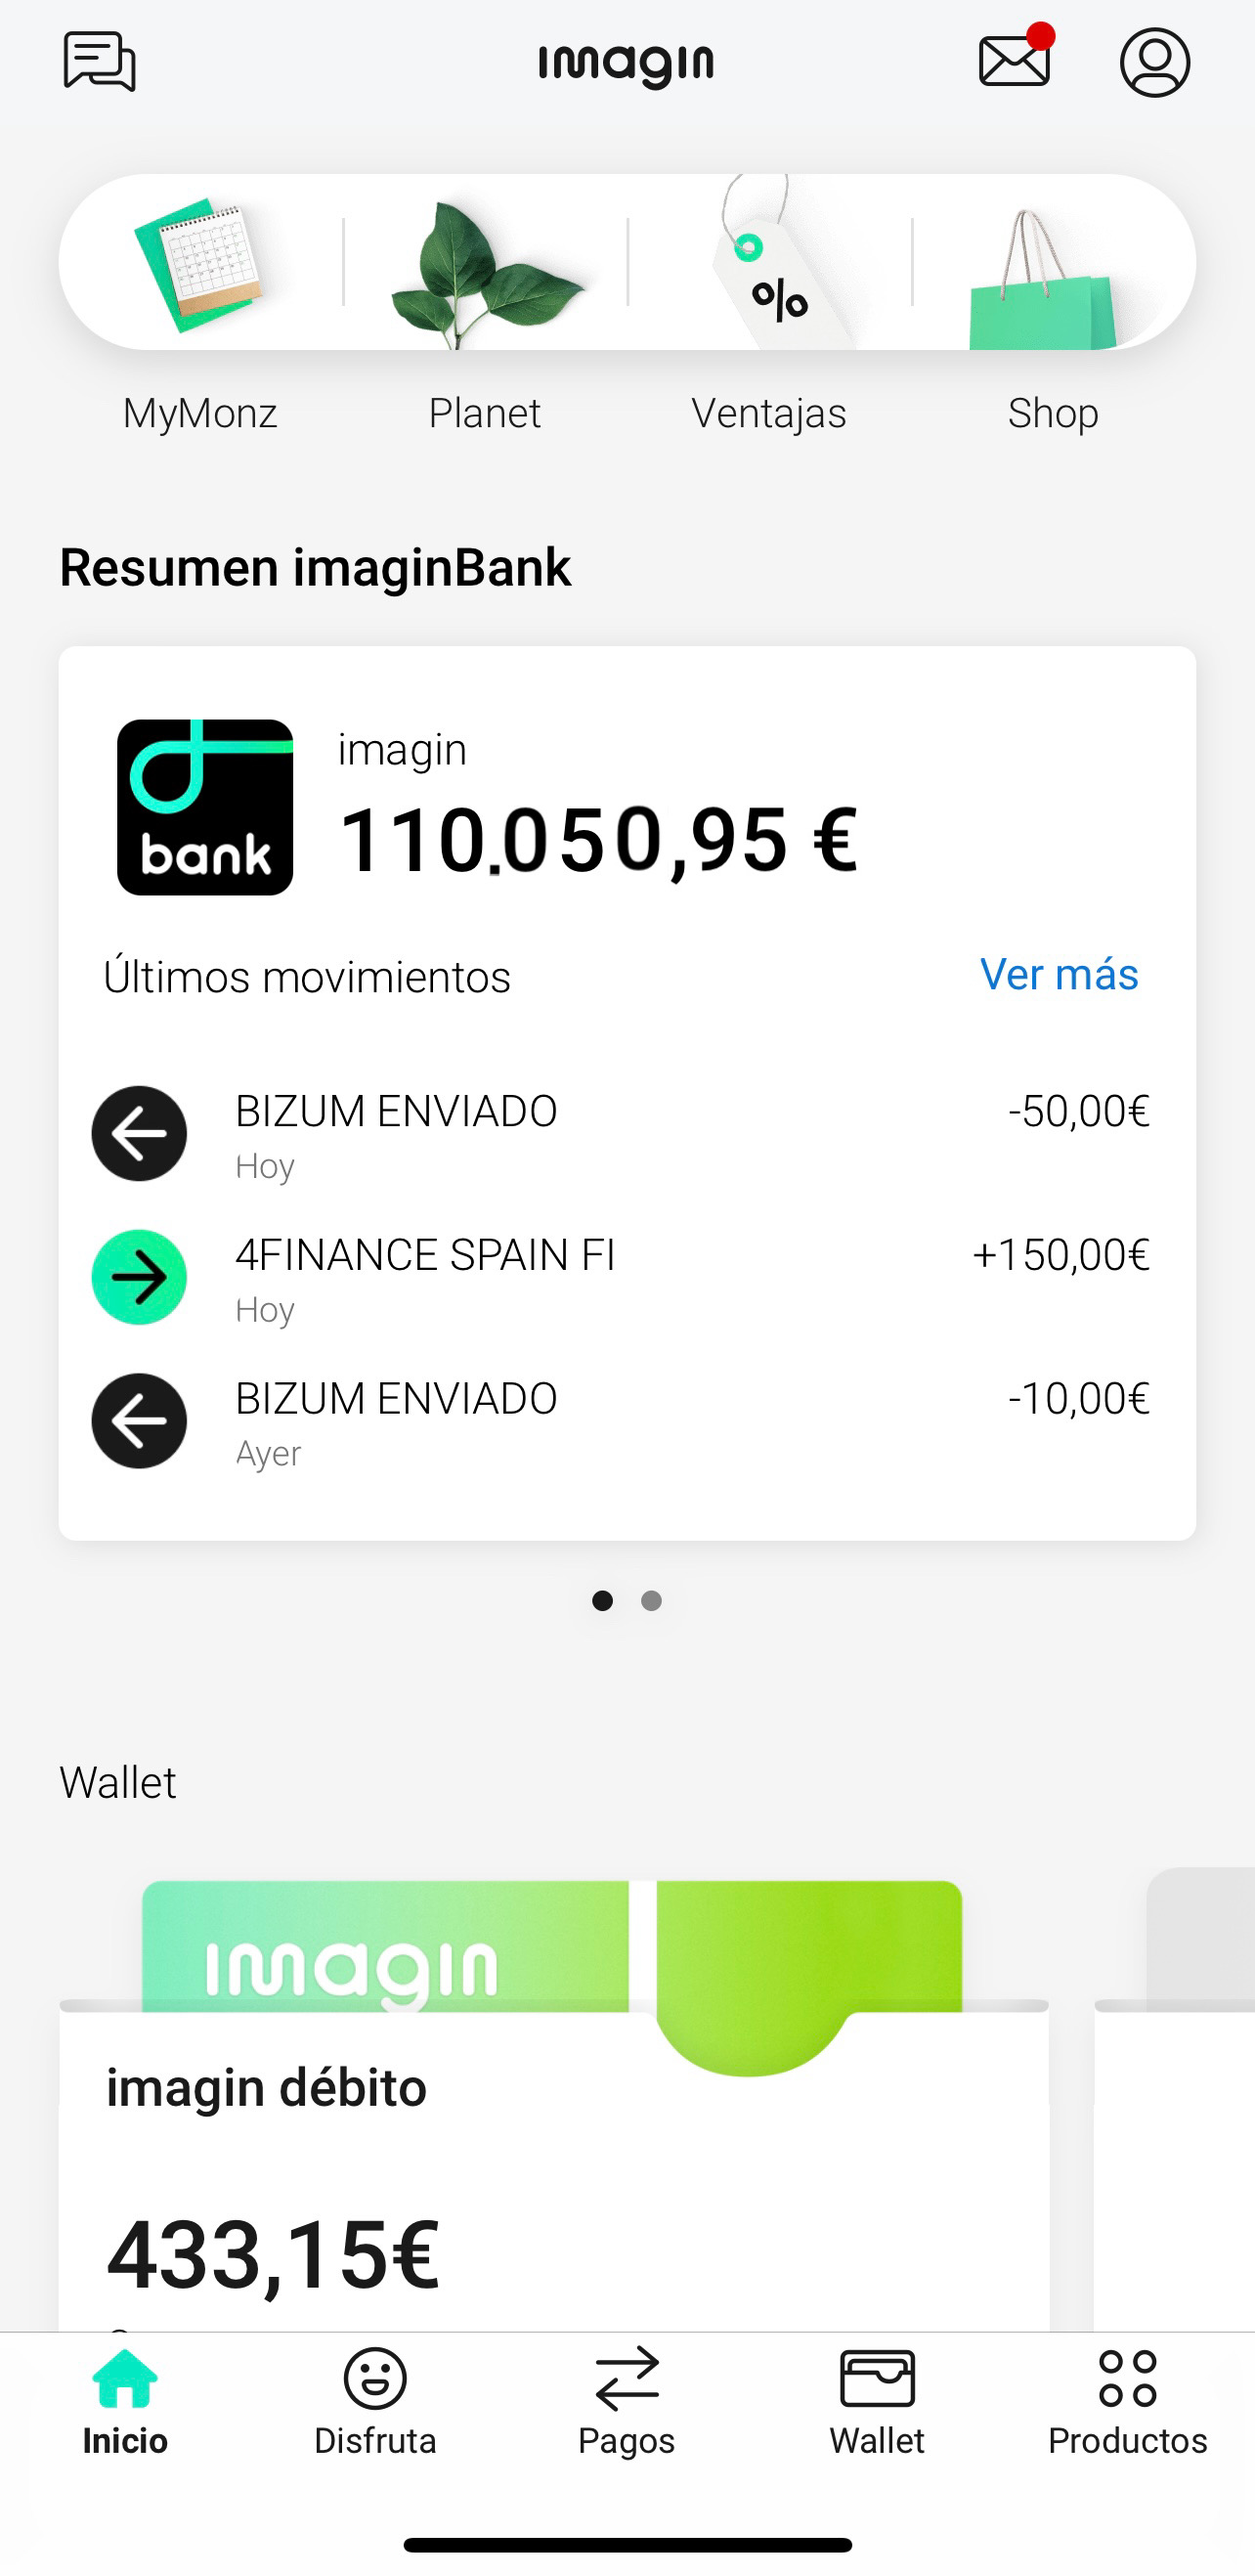 imagin
%
MyMonz
Planet
Ventajas
Shop
Resumen imaginBank
bank
imagin
110.050,95 €
Últimos movimientos
Ver más
BIZUM ENVIADO
-50,00€
Hoy
4FINANCE SPAIN FI
+150,00€
Hoy
BIZUM ENVIADO
-10,00€
Ayer
Wallet
imagin
imagin débito
433,15€
Inicio
Disfruta
Pagos
Wallet
Productos